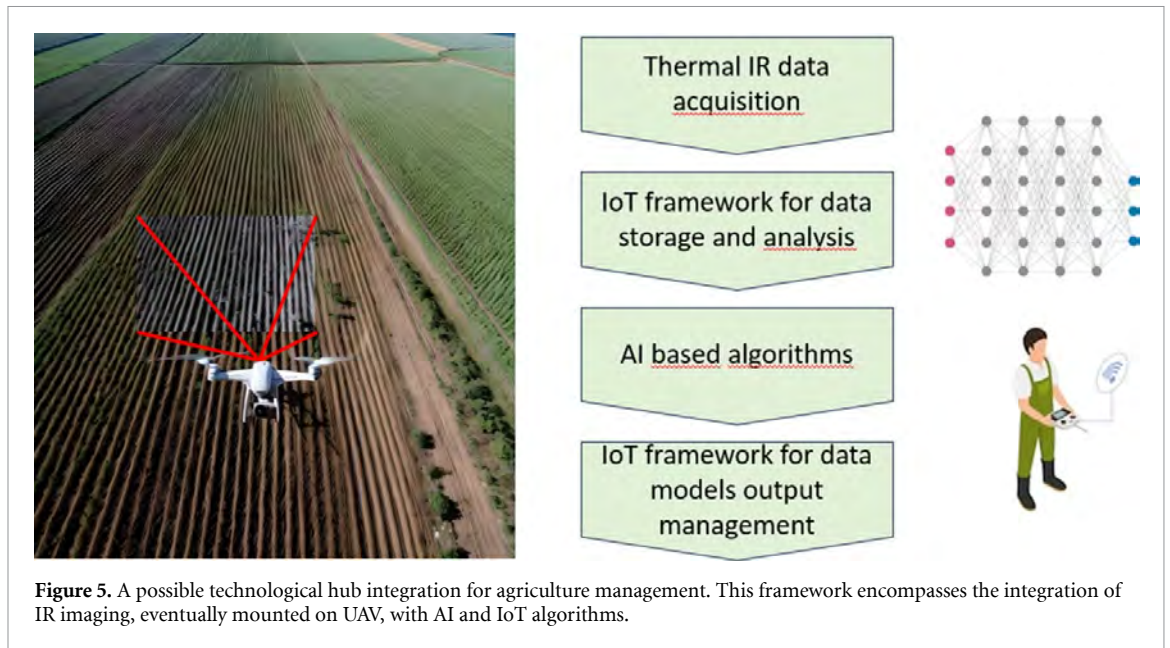 Thermal IR data
acquisition
IoT framework for data
storage and analysis
AI based algorithms
IoT framework for data
models output
management
Figure 5. A possible technological hub integration for agriculture management. This framework encompasses the integration of
IR imaging, eventually mounted on UAV, with AI and IoT algorithms.